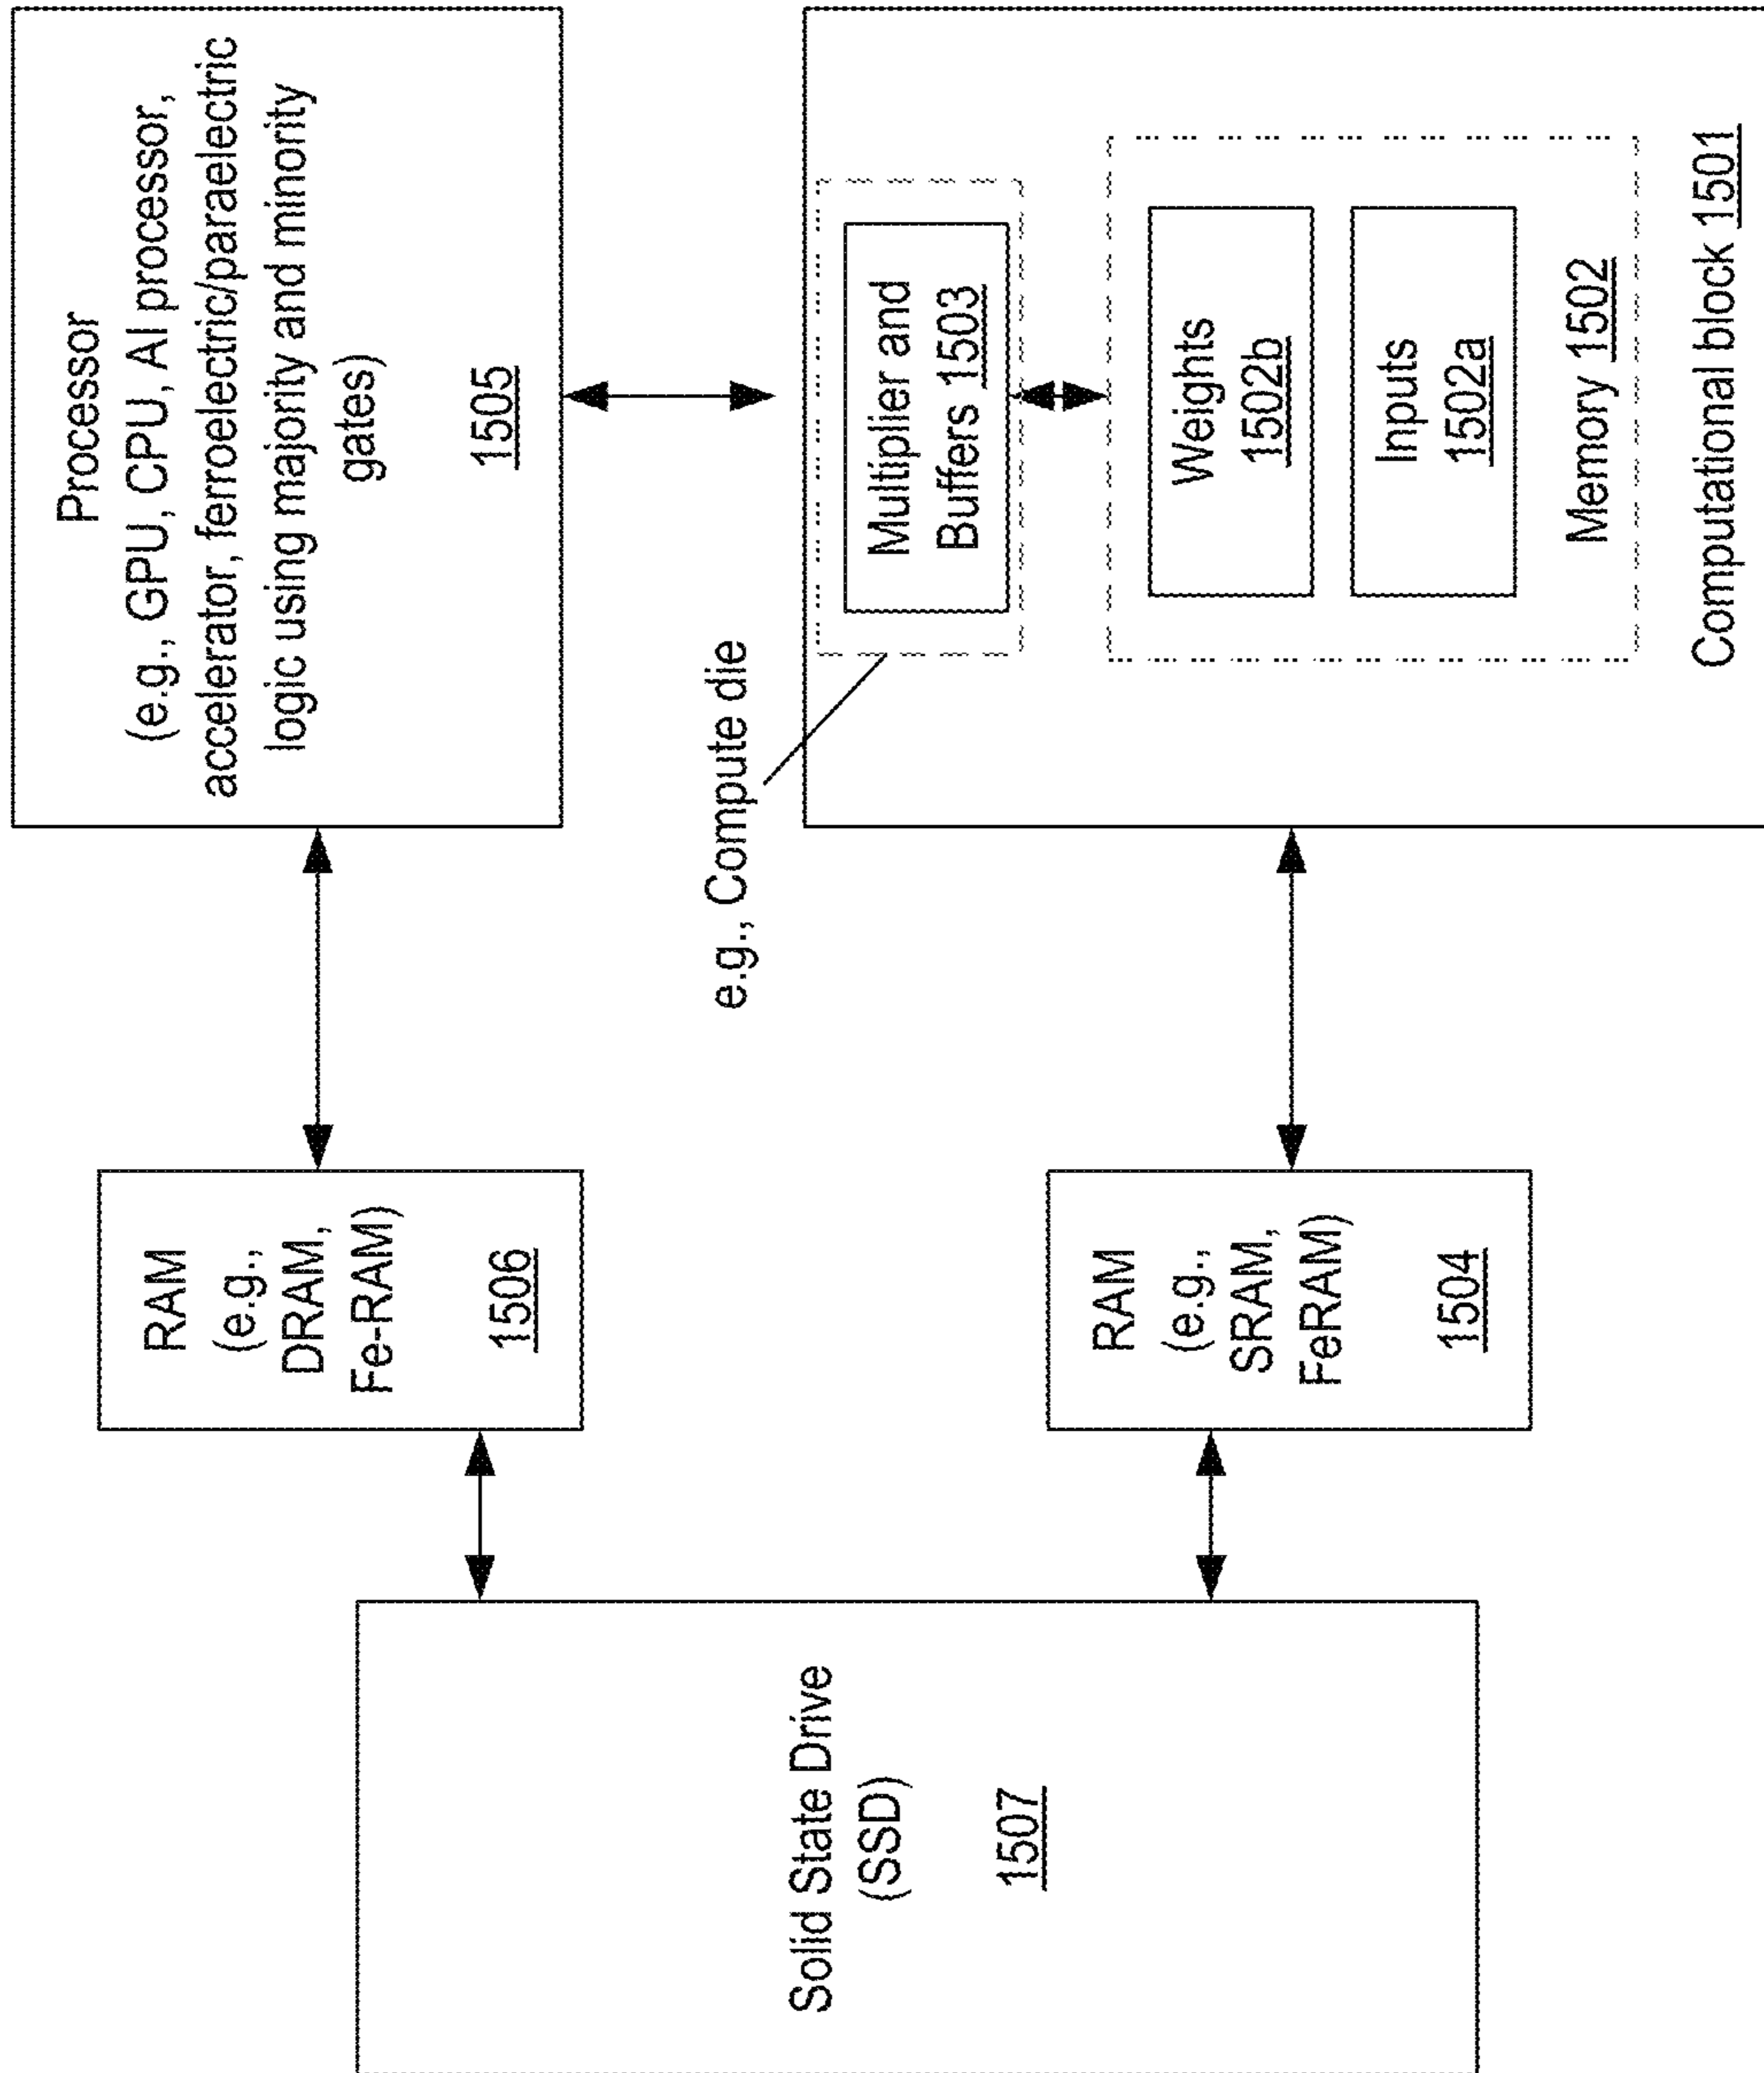 Processor
(e.g., GPU, CPU, AI processor,
accelerator, ferroelectric/paraelectric
logic using majority and minority
gates)
1505
RAM
(e.g.,
DRAM,
Fe-RAM)
1506
Solid State Drive
(SSD)
1507
e.g., Compute die
RAM
(e.g.,
SRAM,
FeRAM)
1504
Multiplier and
Buffers 1503
Weights
1502b
Inputs
1502a
Memory 1502
Computational block 1501